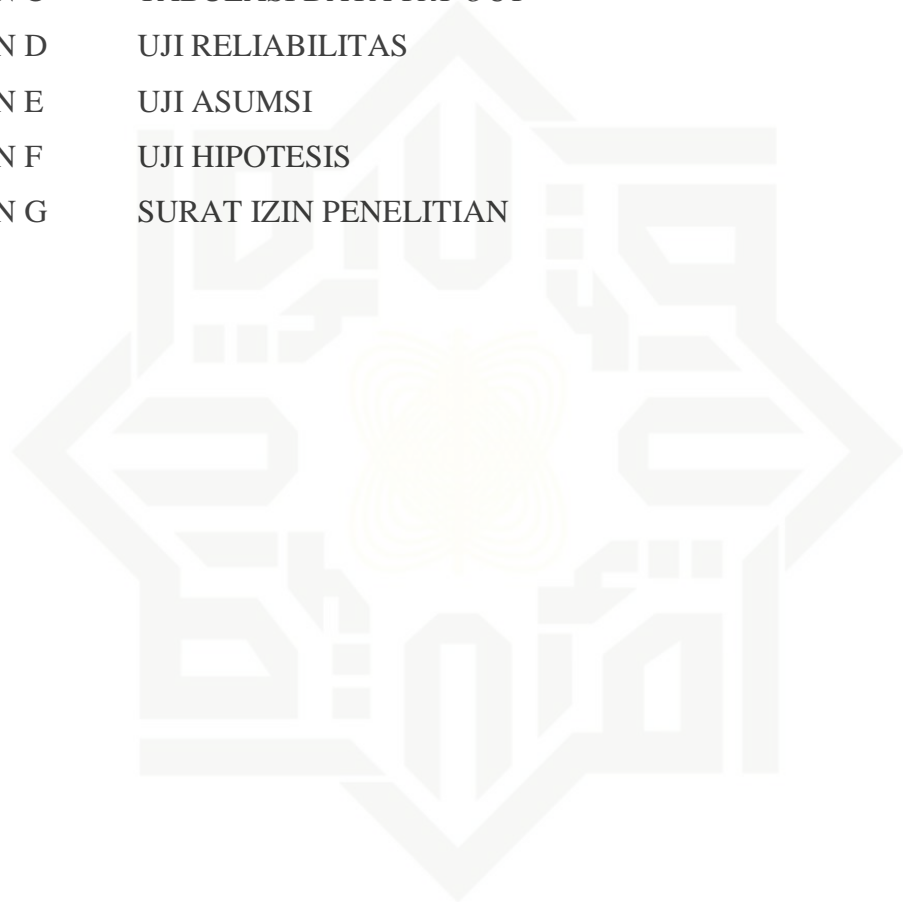 N D UJI RELIABILITAS
N E UJI ASUMSI
N F UJI HIPOTESIS
N G SURAT IZIN PENELITIAN